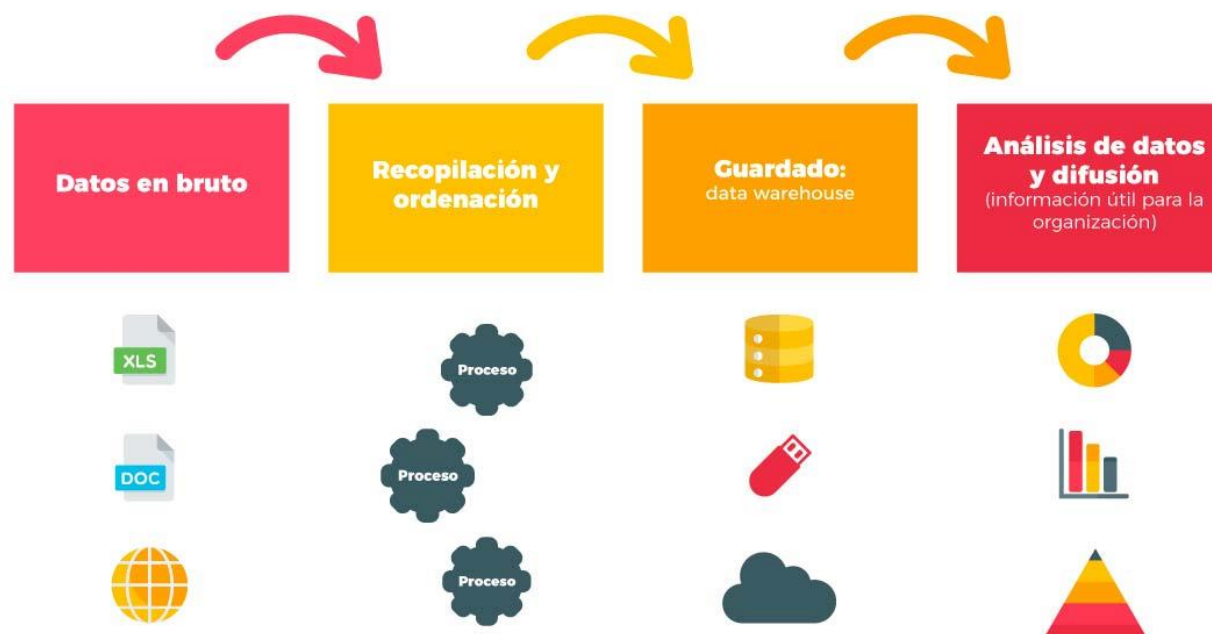 Datos en bruto
Recopilación y
ordenación
Guardado:
data warehouse
Análisis de datos
y difusión
(información útil para la
organización)
XLS
DOC
Proceso
Proceso
Proceso